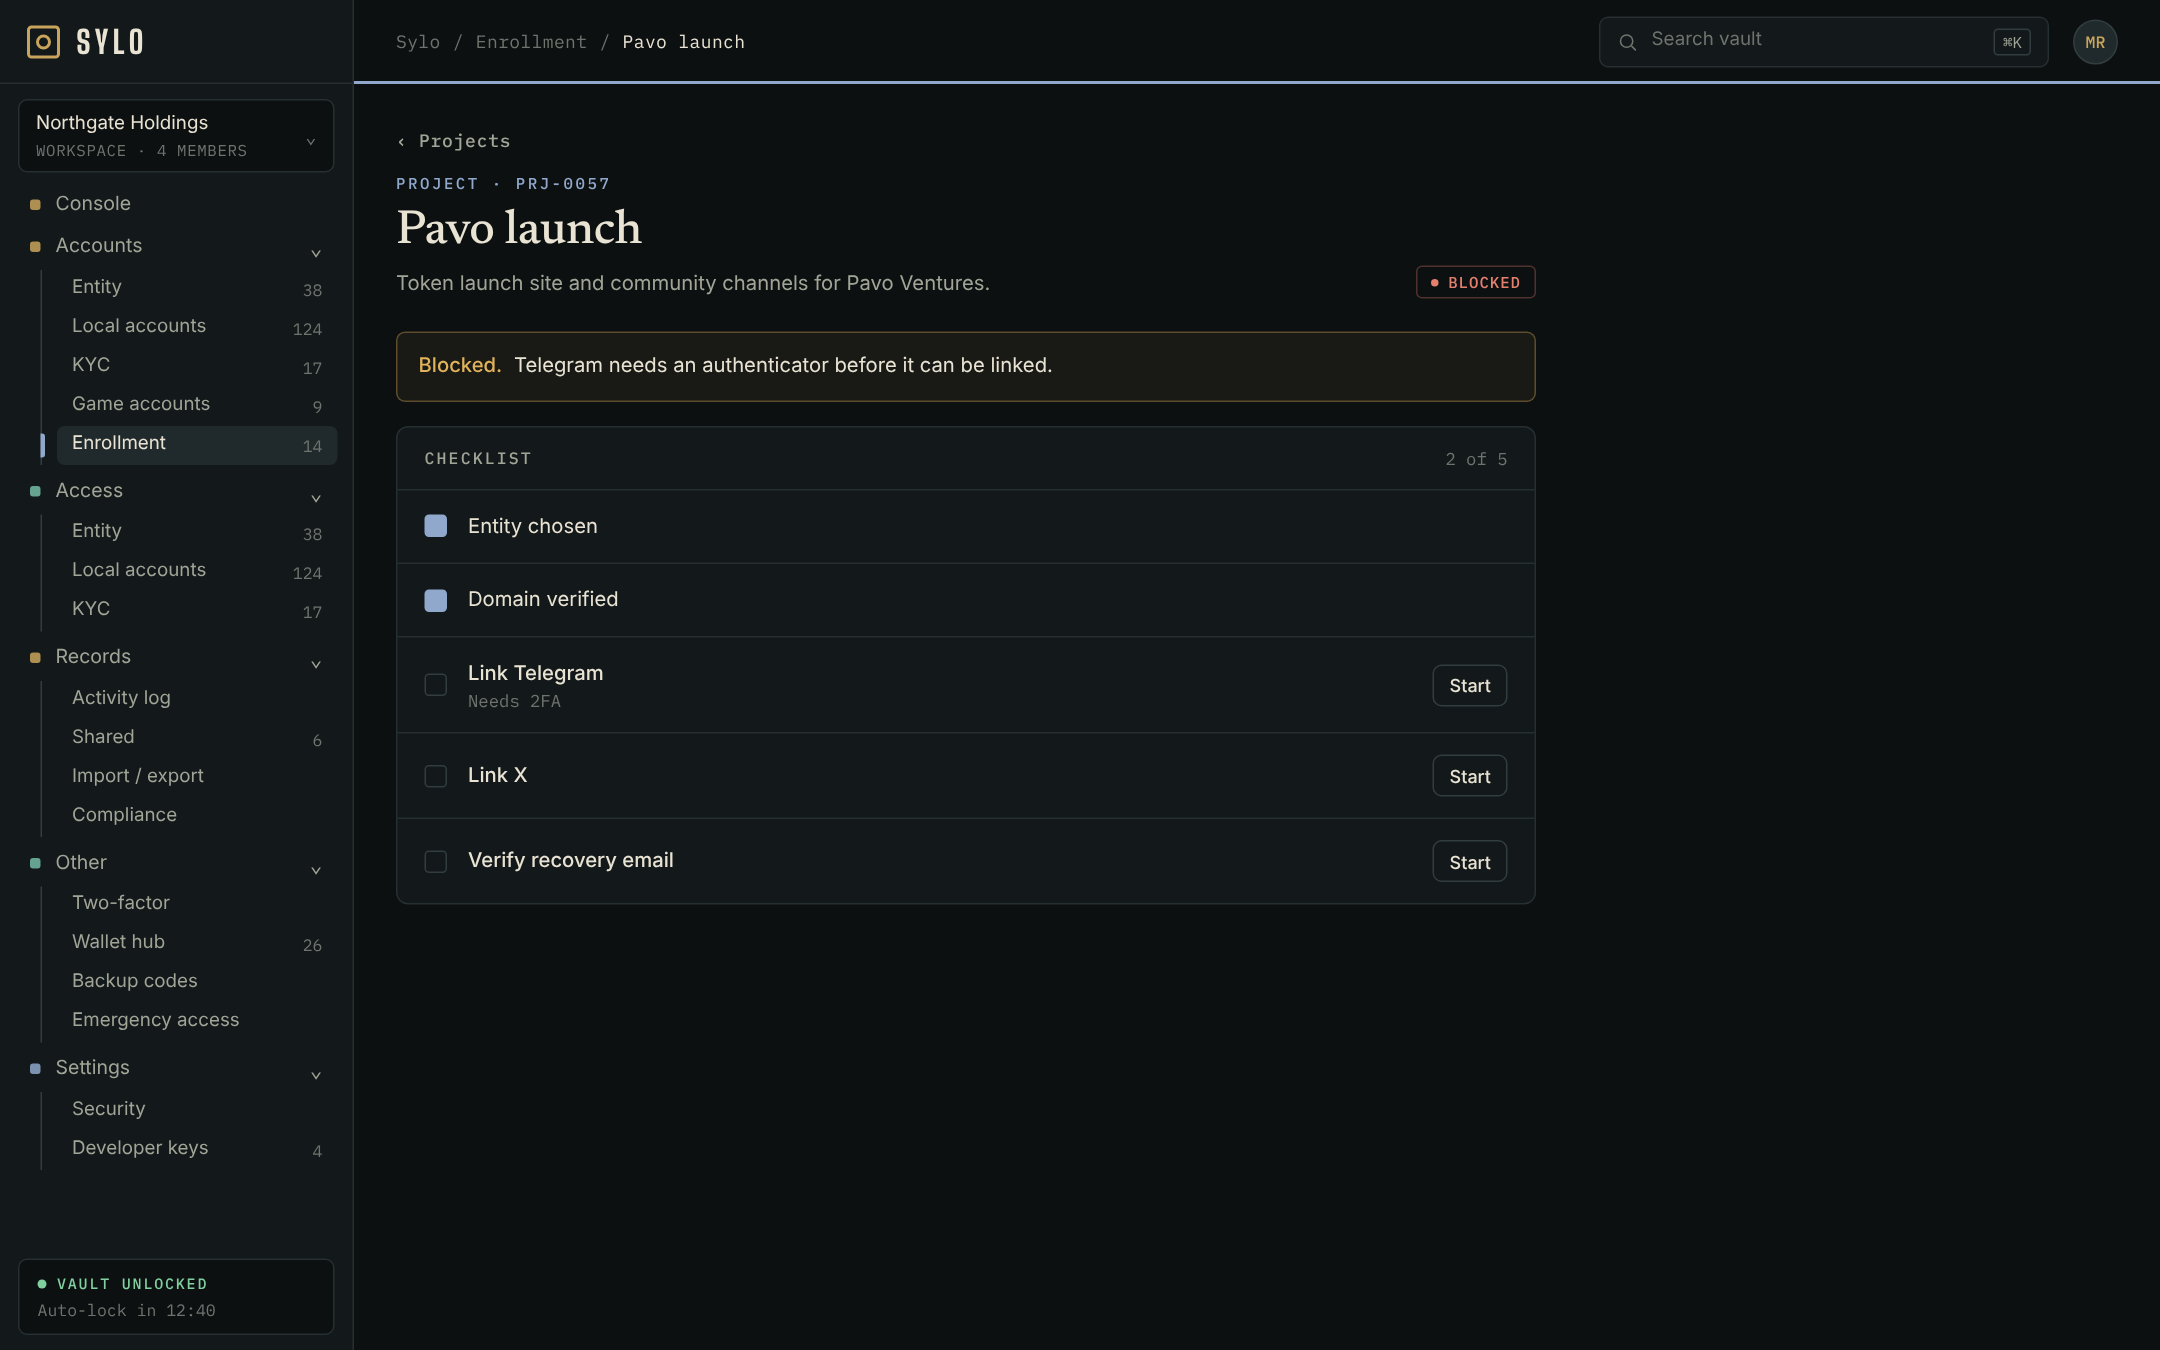 SYLO
Sylo / Enrollment / Pavo launch
Search vault
⌘K
MR
Northgate Holdings
WORKSPACE · 4 MEMBERS
Console
Accounts
Entity 38
Local accounts 124
KYC 17
Game accounts 9
Enrollment 14
Access
Entity 38
Local accounts 124
KYC 17
Records
Activity log
Shared 6
Import / export
Compliance
Other
Two-factor
Wallet hub 26
Backup codes
Emergency access
Settings
Security
Developer keys 4
VAULT UNLOCKED
Auto-lock in 12:40
‹ Projects
PROJECT · PRJ-0057
Pavo launch
Token launch site and community channels for Pavo Ventures.
BLOCKED
Blocked. Telegram needs an authenticator before it can be linked.
CHECKLIST 2 of 5
Entity chosen
Domain verified
Link Telegram
Needs 2FA
Start
Link X
Start
Verify recovery email
Start